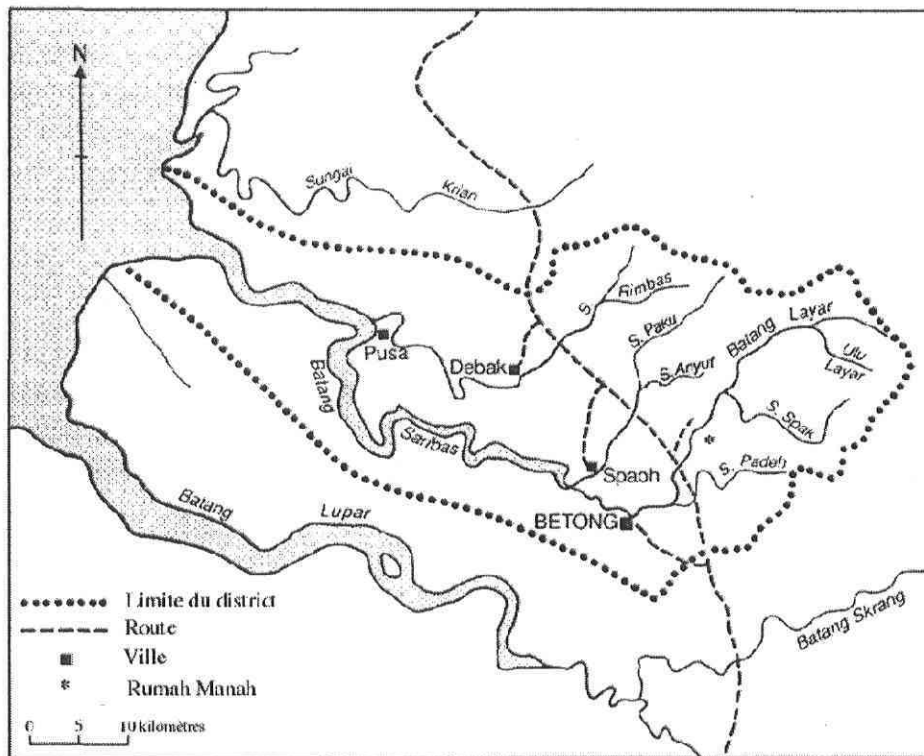 N
Sungai
Krian
S. Rimbas
S. Paku
Batang
Layar
Ulu
Layar
S. Anyut
Pusa
Debak
Batang
S. Spak
Saribas
Spaoh
S. Padeh
BETONG
Batang
Lupar
Batang Skrang
Limite du district
Route
Ville
Rumah Manah
0 5 10 kilomètres